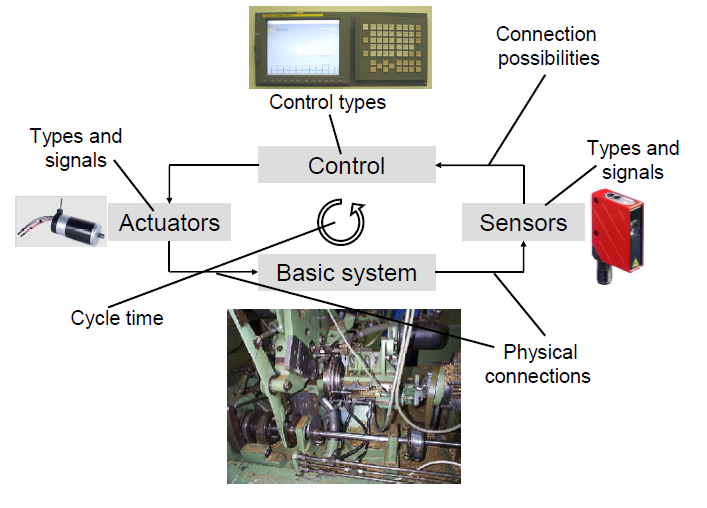 Connection
possibilities
Control types
Types and
signals
Types and
signals
Control
Actuators
Sensors
Basic system
Cycle time
Physical
connections